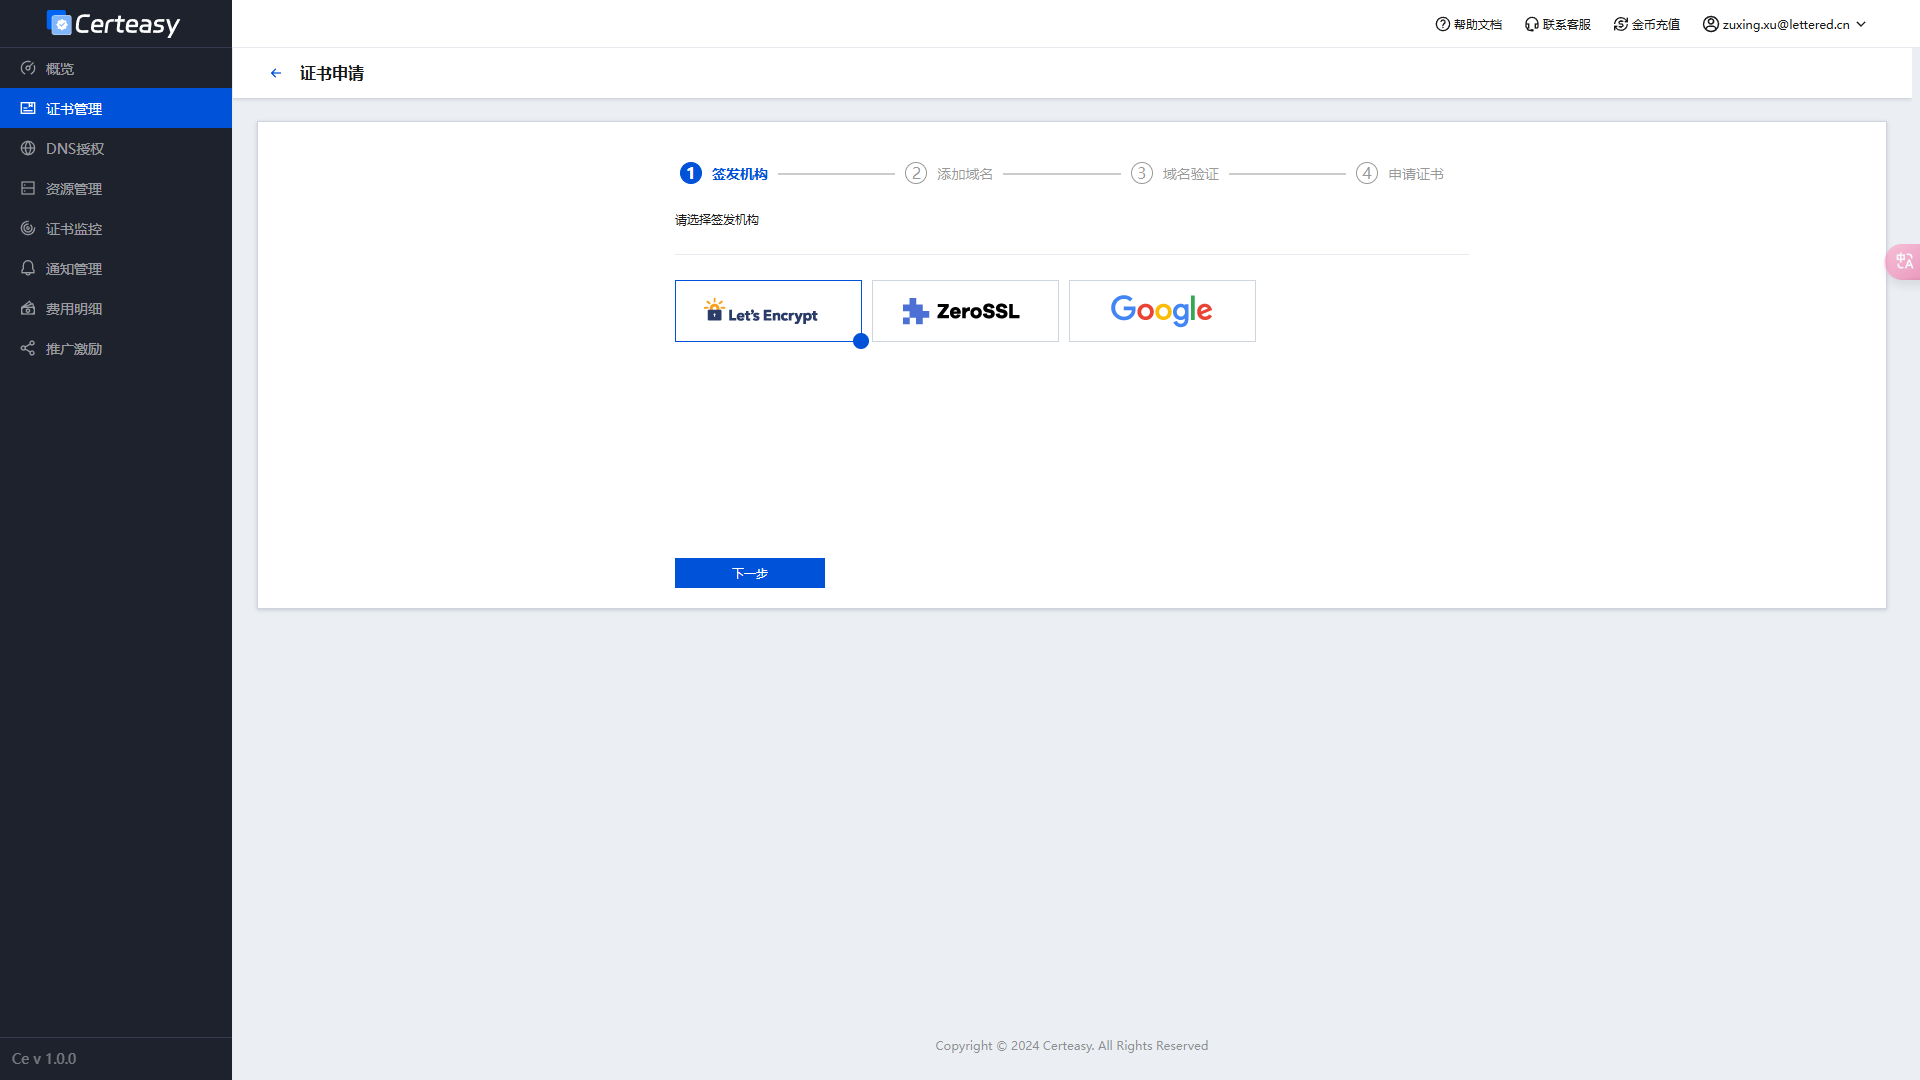 Certeasy
帮助文档
联系客服
金币充值
zuxing.xu@lettered.cn
概览
证书管理
DNS授权
资源管理
证书监控
通知管理
费用明细
推广激励
Ce v 1.0.0
证书申请
1 签发机构
2 添加域名
3 域名验证
4 申请证书
请选择签发机构
Let's Encrypt
ZeroSSL
Google
下一步
中A
Copyright © 2024 Certeasy. All Rights Reserved